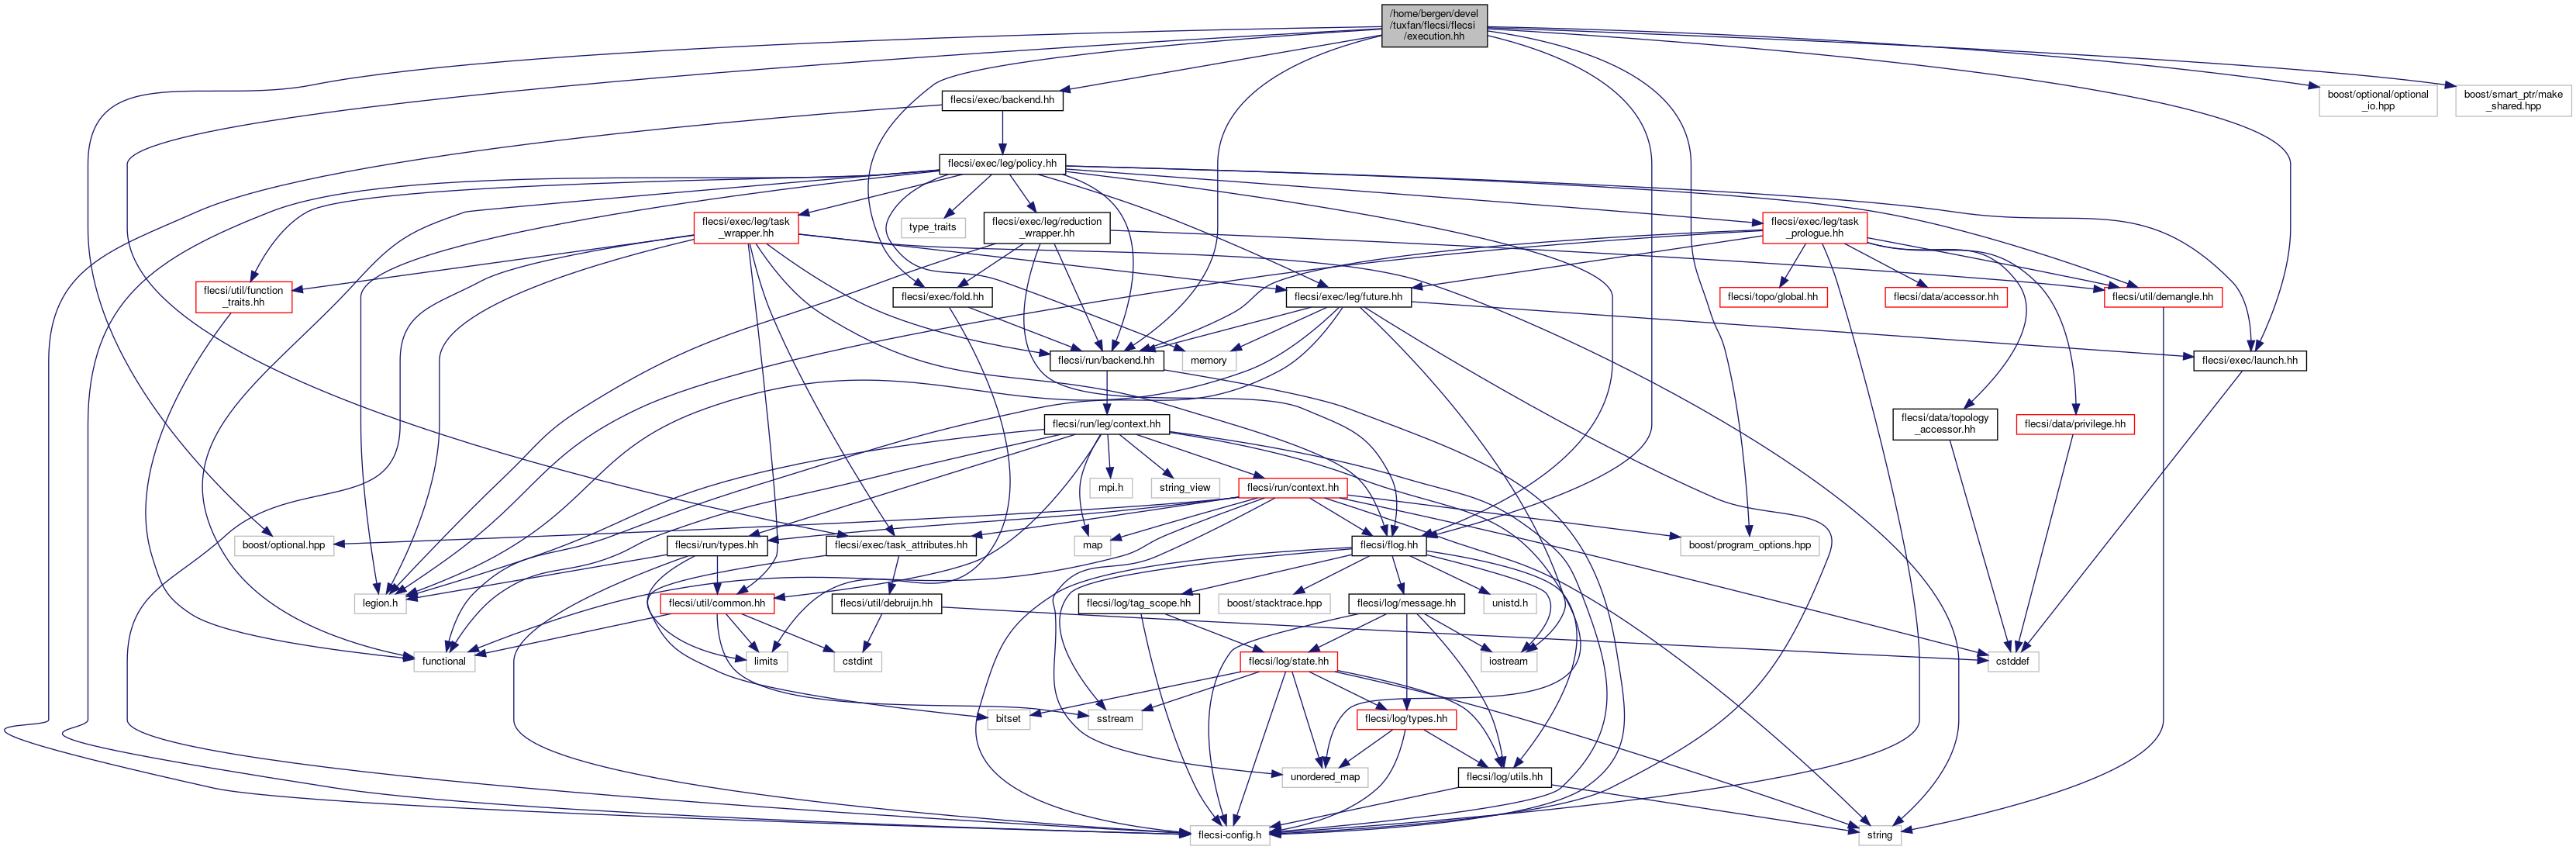 /home/bergen/devel
/tuxfan/flecsi/flecsi
/execution.hh
flecsi/exec/backend.hh
boost/optional/optional
_io.hpp
boost/smart_ptr/make
_shared.hpp
flecsi/exec/leg/policy.hh
flecsi/exec/leg/task
_wrapper.hh
type_traits
flecsi/exec/leg/reduction
_wrapper.hh
flecsi/exec/leg/task
_prologue.hh
flecsi/util/function
_traits.hh
flecsi/exec/fold.hh
flecsi/exec/leg/future.hh
flecsi/topo/global.hh
flecsi/data/accessor.hh
flecsi/util/demangle.hh
flecsi/run/backend.hh
memory
flecsi/exec/launch.hh
flecsi/run/leg/context.hh
flecsi/data/topology
_accessor.hh
flecsi/data/privilege.hh
mpi.h
string_view
flecsi/run/context.hh
boost/optional.hpp
flecsi/run/types.hh
flecsi/exec/task_attributes.hh
map
flecsi/flog.hh
boost/program_options.hpp
legion.h
flecsi/util/common.hh
flecsi/util/debruijn.hh
flecsi/log/tag_scope.hh
boost/stacktrace.hpp
flecsi/log/message.hh
unistd.h
functional
limits
cstdint
flecsi/log/state.hh
iostream
cstddef
bitset
sstream
flecsi/log/types.hh
unordered_map
flecsi/log/utils.hh
flecsi-config.h
string